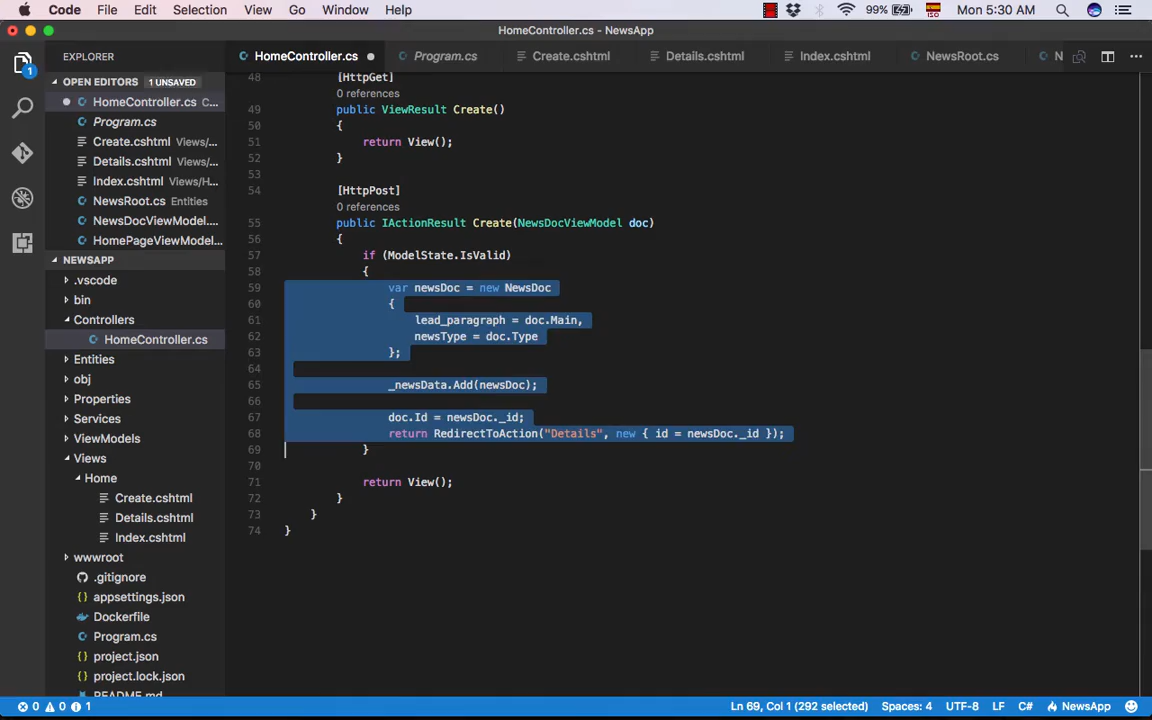 Code File Edit Selection View Go Window Help 99% ISO Mon 5:30 AM
HomeController.cs - NewsApp
EXPLORER
HomeController.cs Program.cs Create.cshtml Details.cshtml Index.cshtml NewsRoot.cs N
OPEN EDITORS 1 UNSAVED
HomeController.cs C...
Program.cs
Create.cshtml Views/...
Details.cshtml Views/...
Index.cshtml Views/H...
NewsRoot.cs Entities
NewsDocViewModel....
HomePageViewModel...
NEWSAPP
.vscode
bin
Controllers
HomeController.cs
Entities
obj
Properties
Services
ViewModels
Views
Home
Create.cshtml
Details.cshtml
Index.cshtml
wwwroot
.gitignore
appsettings.json
Dockerfile
Program.cs
project.json
project.lock.json
README.md
1
48 [HttpGet]
0 references
49 public ViewResult Create()
50 {
51 return View();
52 }
53
54 [HttpPost]
0 references
55 public IActionResult Create(NewsDocViewModel doc)
56 {
57 if (ModelState.IsValid)
58 {
59 var newsDoc = new NewsDoc
60 {
61 lead_paragraph = doc.Main,
62 newsType = doc.Type
63 };
64
65 _newsData.Add(newsDoc);
66
67 doc.Id = newsDoc._id;
68 return RedirectToAction("Details", new { id = newsDoc._id });
69 }
70
71 return View();
72 }
73 }
74 }
0 0 1 Ln 69, Col 1 (292 selected) Spaces: 4 UTF-8 LF C# NewsApp